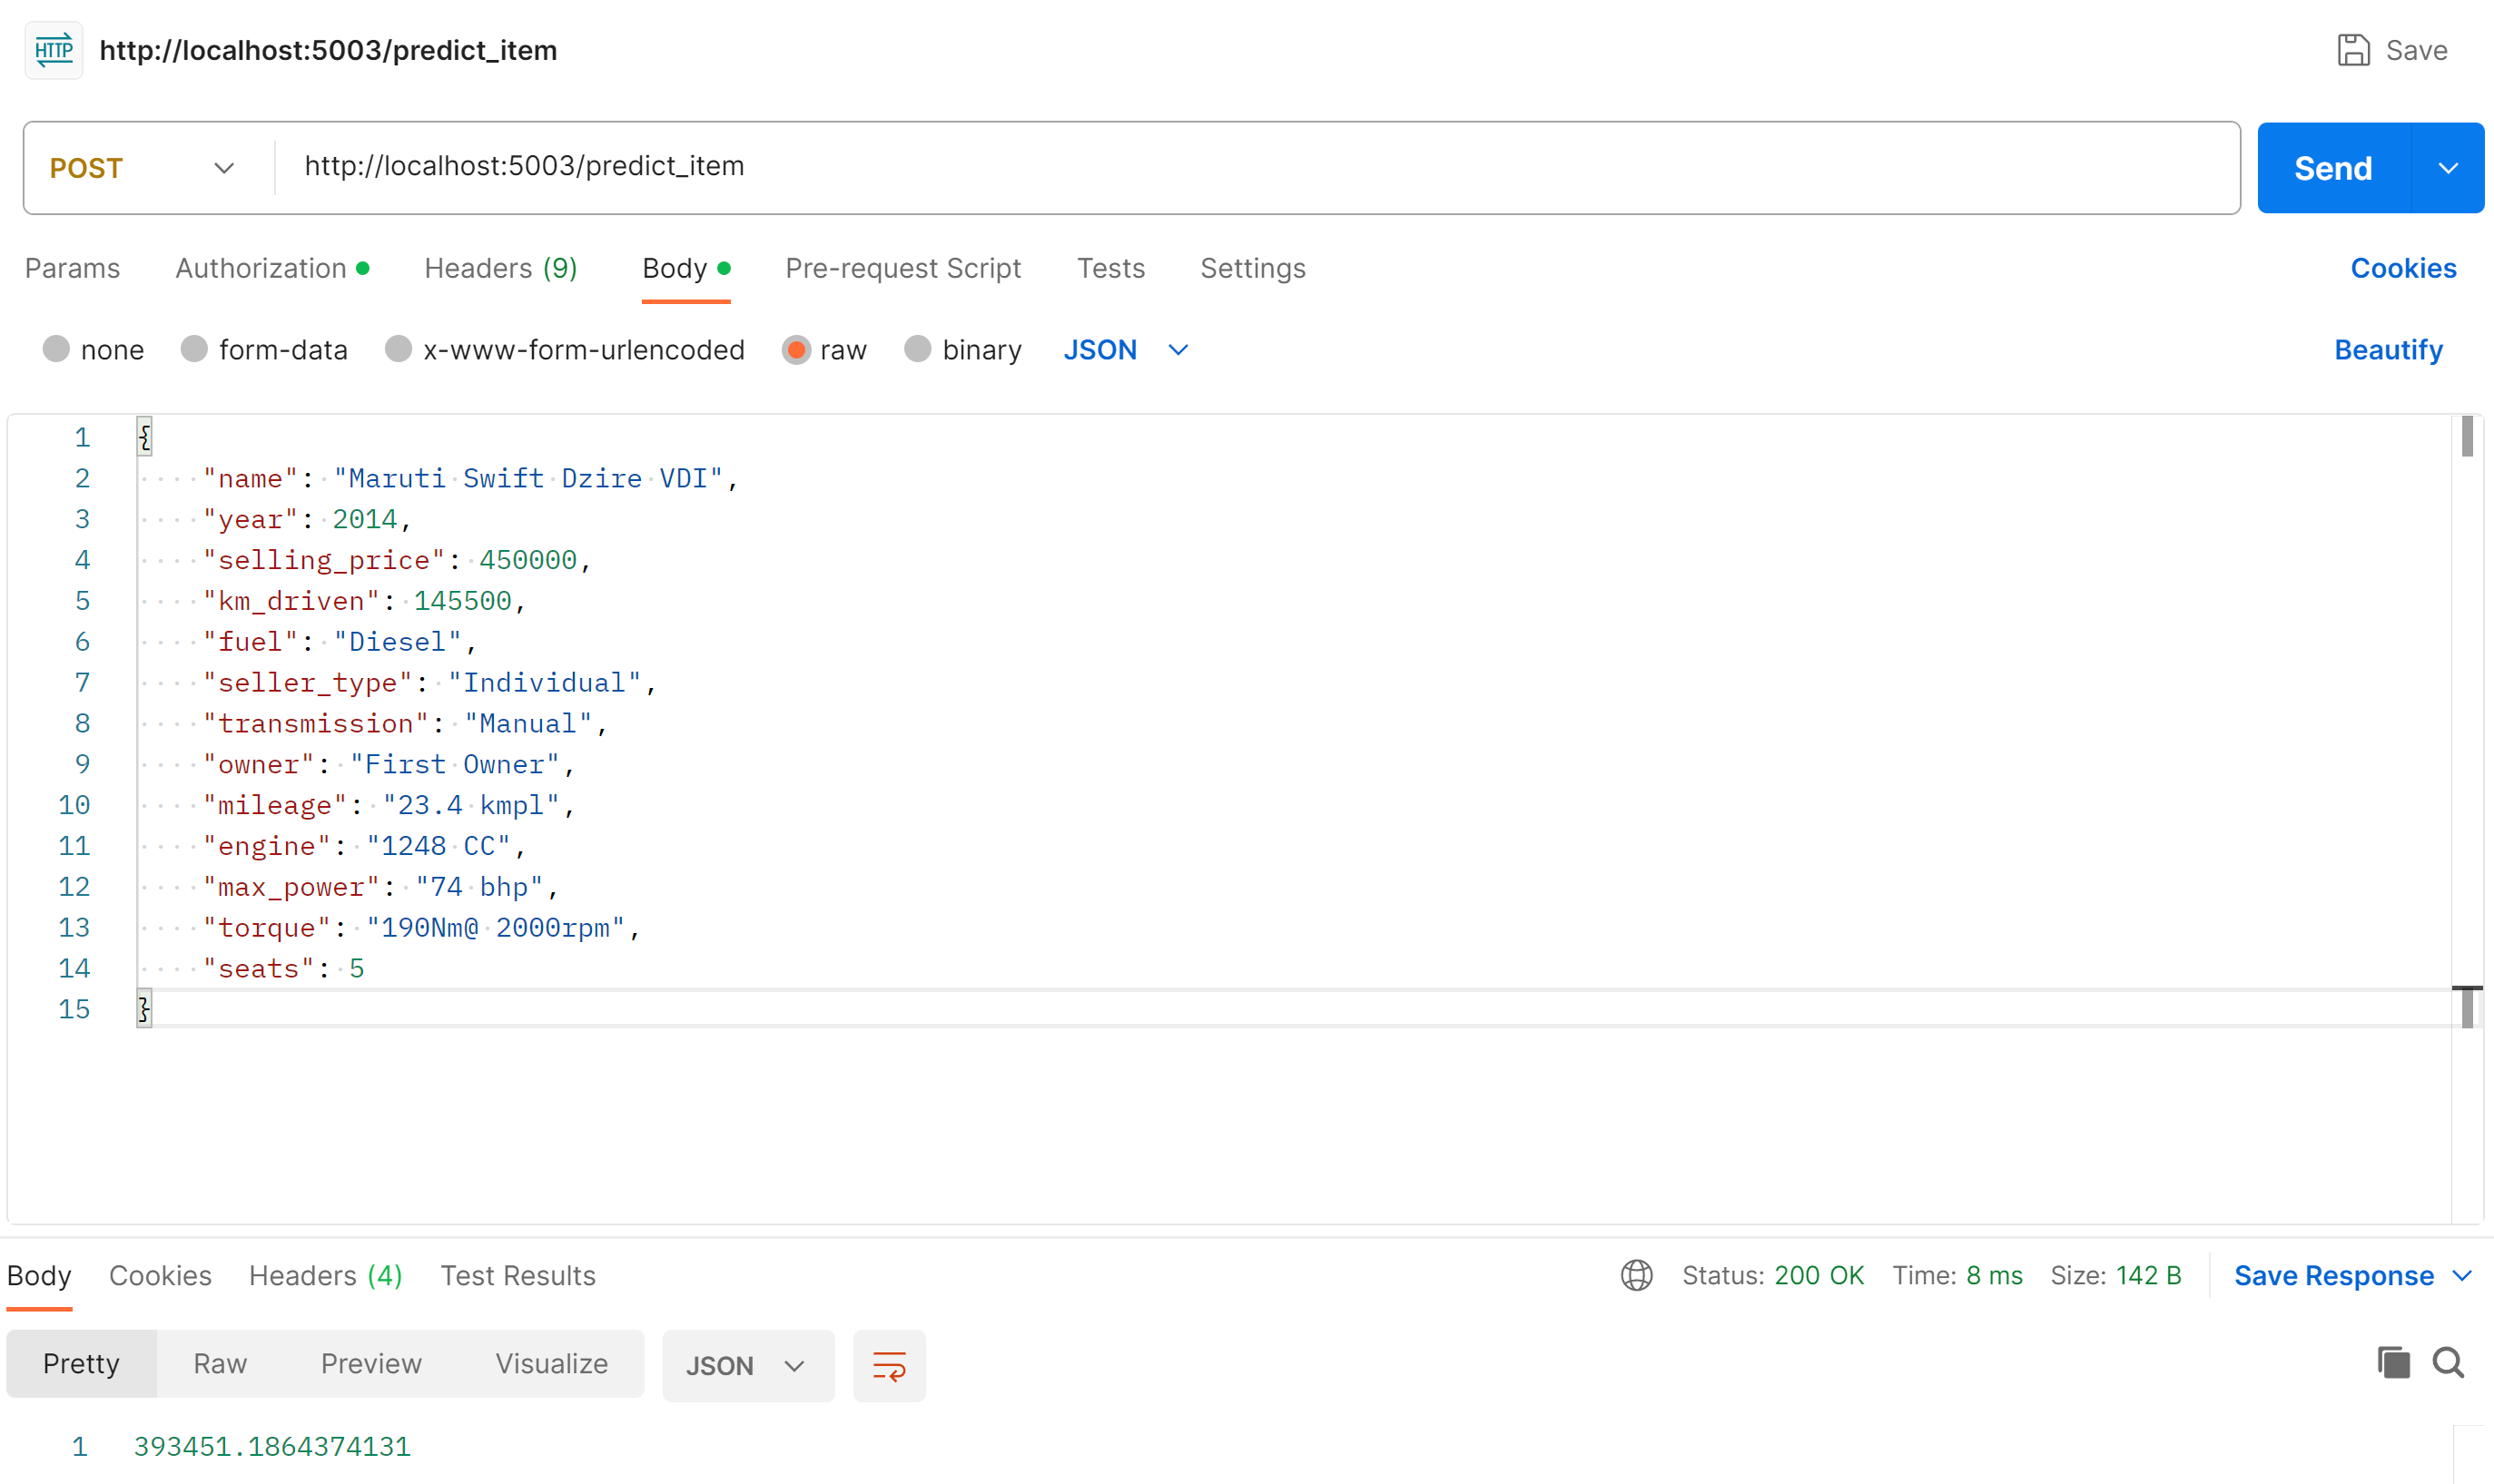 HTTP http://localhost:5003/predict_item Save
POST http://localhost:5003/predict_item Send
Params Authorization Headers (9) Body Pre-request Script Tests Settings Cookies
none form-data x-www-form-urlencoded raw binary JSON Beautify
1 {
2 "name": "Maruti Swift Dzire VDI",
3 "year": 2014,
4 "selling_price": 450000,
5 "km_driven": 145500,
6 "fuel": "Diesel",
7 "seller_type": "Individual",
8 "transmission": "Manual",
9 "owner": "First Owner",
10 "mileage": "23.4 kmpl",
11 "engine": "1248 CC",
12 "max_power": "74 bhp",
13 "torque": "190Nm@ 2000rpm",
14 "seats": 5
15 }
Body Cookies Headers (4) Test Results Status: 200 OK Time: 8 ms Size: 142 B Save Response
Pretty Raw Preview Visualize JSON
1 393451.1864374131